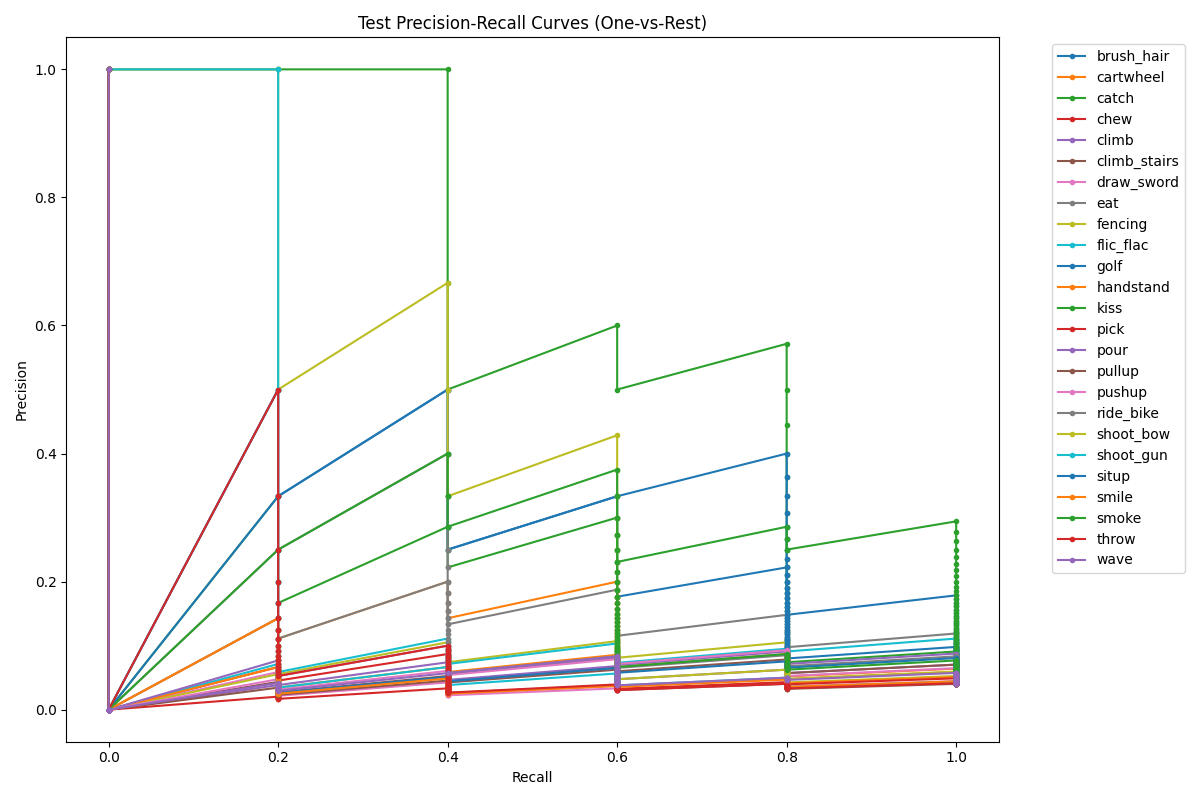 Test Precision-Recall Curves (One-vs-Rest)
Precision
1.0
0.8
0.6
0.4
0.2
0.0
0.0 0.2 0.4 0.6 0.8 1.0
Recall
brush_hair
cartwheel
catch
chew
climb
climb_stairs
draw_sword
eat
fencing
flic_flac
golf
handstand
kiss
pick
pour
pullup
pushup
ride_bike
shoot_bow
shoot_gun
situp
smile
smoke
throw
wave